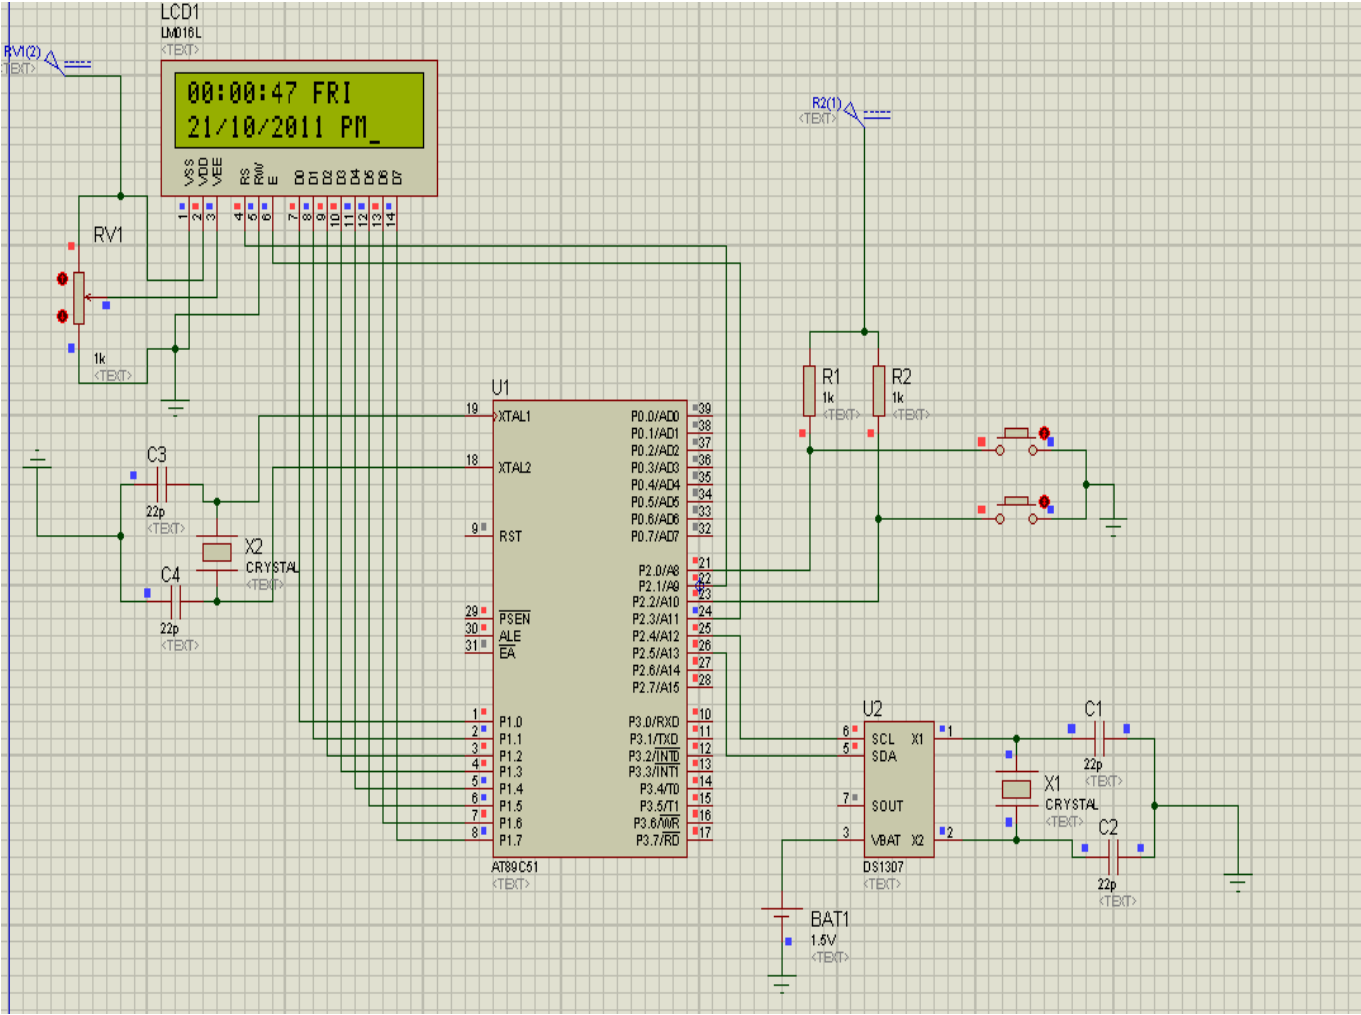 LCD1
LM016L
<TEXT>
RV1(2)
<TEXT>
00:00:47 FRI
21/10/2011 PM_
VSS
VDD
VEE
RS
RW
E
D0
D1
D2
D3
D4
D5
D6
D7
1
2
3
4
5
6
7
8
9
10
11
12
13
14
RV1
1k
<TEXT>
R2(1)
<TEXT>
R1
1k
<TEXT>
R2
1k
<TEXT>
C3
22p
<TEXT>
X2
CRYSTAL
<TEXT>
C4
22p
<TEXT>
U1
19 XTAL1
18 XTAL2
9 RST
29 PSEN
30 ALE
31 EA
1 P1.0
2 P1.1
3 P1.2
4 P1.3
5 P1.4
6 P1.5
7 P1.6
8 P1.7
P0.0/AD0 39
P0.1/AD1 38
P0.2/AD2 37
P0.3/AD3 36
P0.4/AD4 35
P0.5/AD5 34
P0.6/AD6 33
P0.7/AD7 32
P2.0/A8 21
P2.1/A9 22
P2.2/A10 23
P2.3/A11 24
P2.4/A12 25
P2.5/A13 26
P2.6/A14 27
P2.7/A15 28
P3.0/RXD 10
P3.1/TXD 11
P3.2/INT0 12
P3.3/INT1 13
P3.4/T0 14
P3.5/T1 15
P3.6/WR 16
P3.7/RD 17
AT89C51
<TEXT>
U2
6 SCL X1 1
5 SDA
7 SOUT
3 VBAT X2 2
DS1307
<TEXT>
C1
22p
<TEXT>
X1
CRYSTAL
<TEXT>
C2
22p
<TEXT>
BAT1
1.5V
<TEXT>